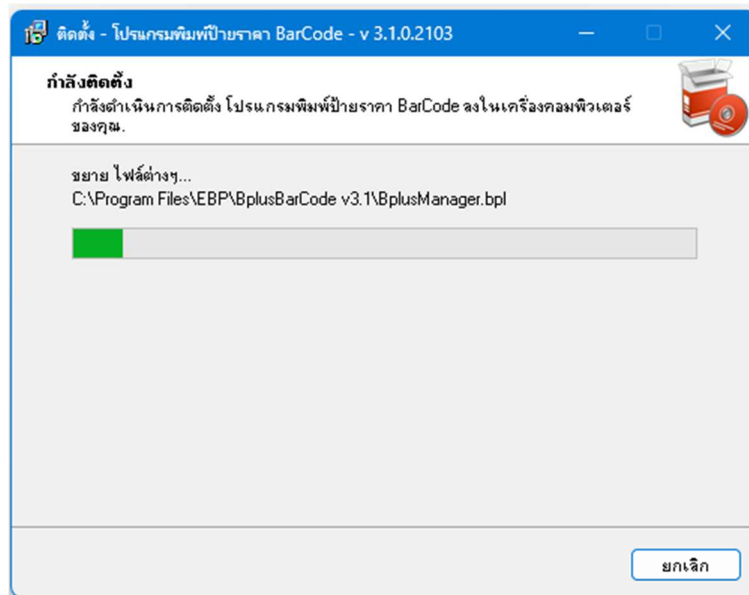 ติดตั้ง - โปรแกรมพิมพ์ป้ายราคา BarCode - v 3.1.0.2103
กำลังติดตั้ง
กำลังดำเนินการติดตั้ง โปรแกรมพิมพ์ป้ายราคา BarCode ลงในเครื่องคอมพิวเตอร์
ของคุณ.
ขยาย ไฟล์ต่างๆ...
C:\Program Files\EBP\BplusBarCode v3.1\BplusManager.bpl
ยกเลิก